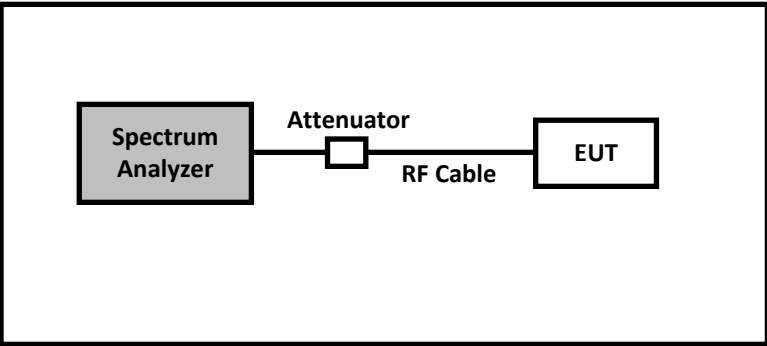 Spectrum
Analyzer
Attenuator
RF Cable
EUT